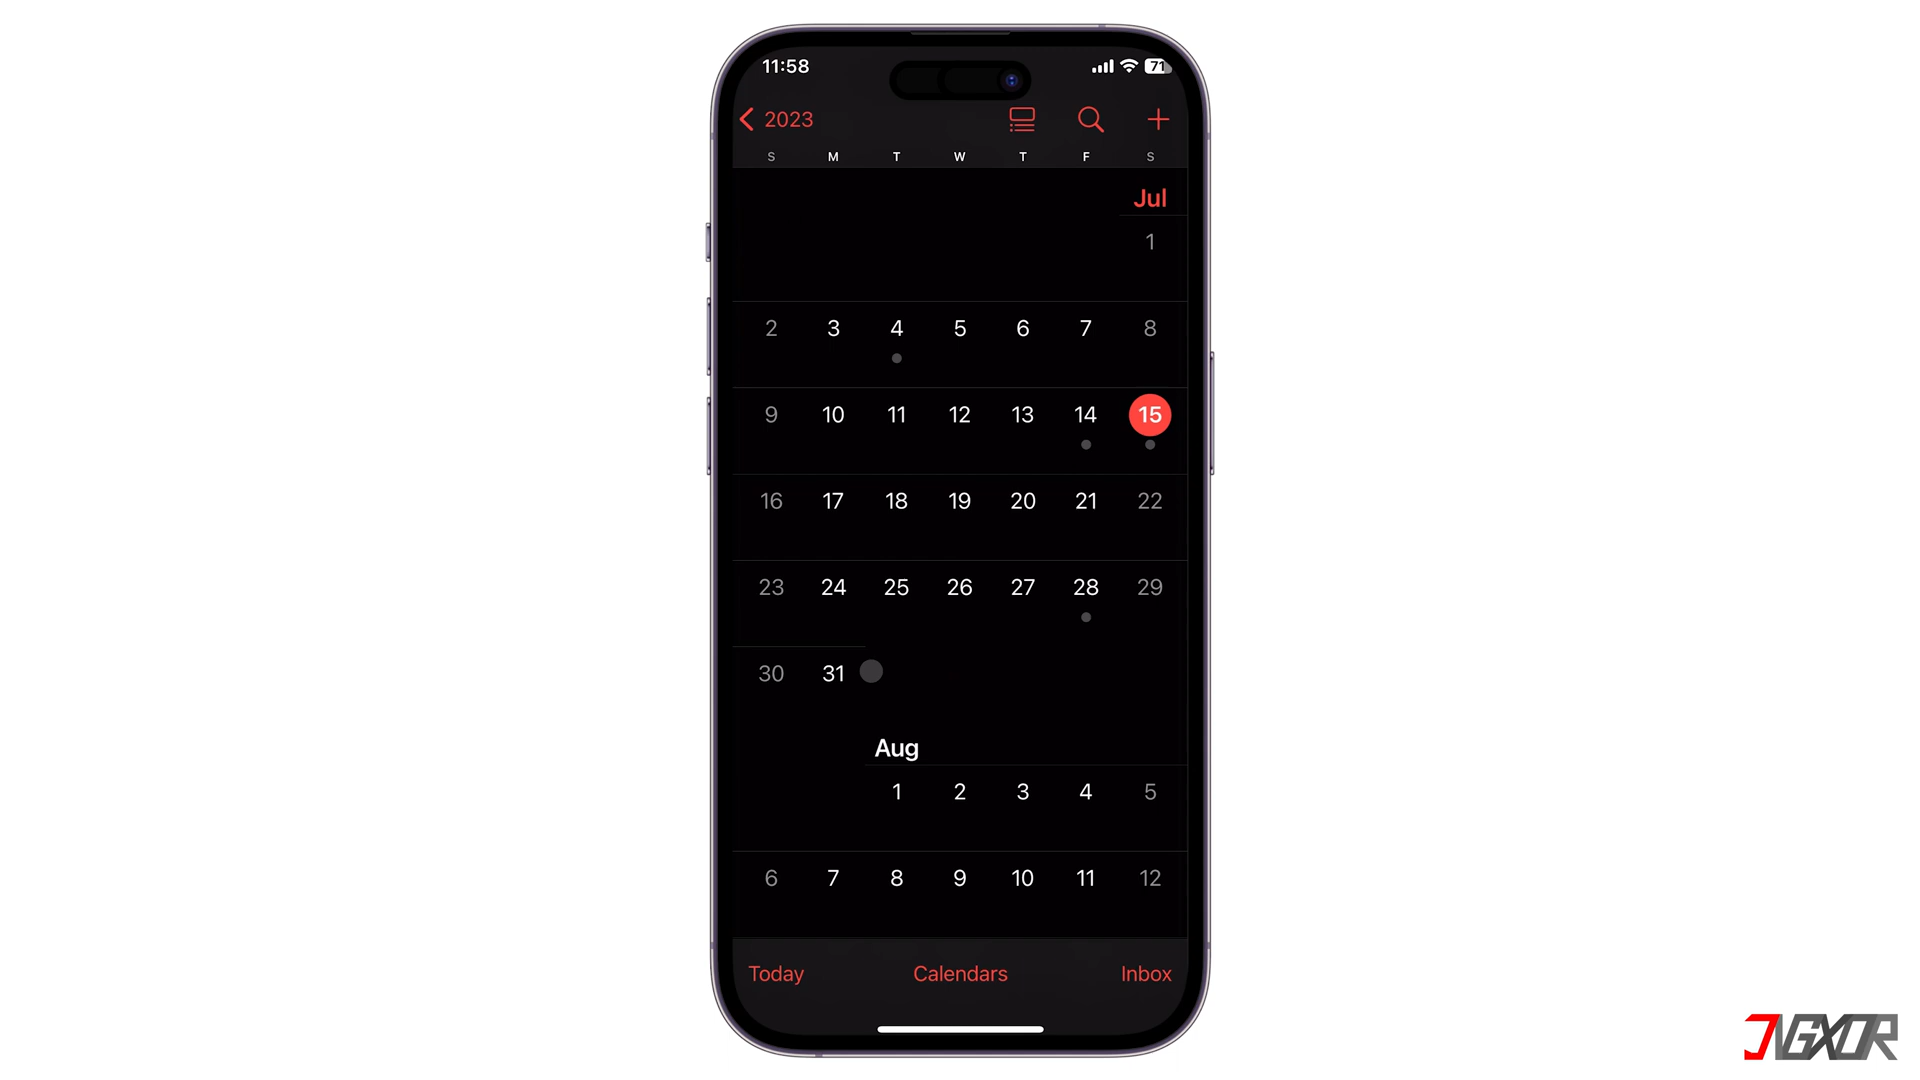 11:58 71
2023
S M T W T F S
Jul
1
2 3 4 5 6 7 8
9 10 11 12 13 14 15
16 17 18 19 20 21 22
23 24 25 26 27 28 29
30 31
Aug
1 2 3 4 5
6 7 8 9 10 11 12
Today Calendars Inbox
JVGXOR